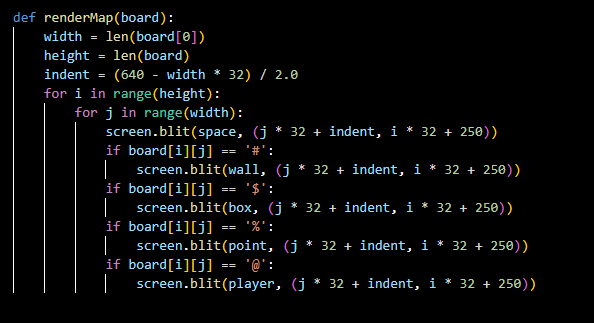 def renderMap(board):
    width = len(board[0])
    height = len(board)
    indent = (640 - width * 32) / 2.0
    for i in range(height):
        for j in range(width):
            screen.blit(space, (j * 32 + indent, i * 32 + 250))
            if board[i][j] == '#':
                screen.blit(wall, (j * 32 + indent, i * 32 + 250))
            if board[i][j] == '$':
                screen.blit(box, (j * 32 + indent, i * 32 + 250))
            if board[i][j] == '%':
                screen.blit(point, (j * 32 + indent, i * 32 + 250))
            if board[i][j] == '@':
                screen.blit(player, (j * 32 + indent, i * 32 + 250))